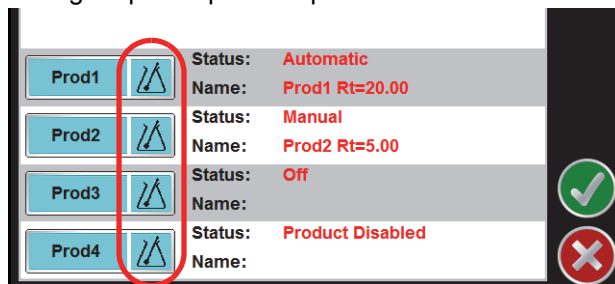 Status: Automatic
Prod1
Name: Prod1 Rt=20.00
Status: Manual
Prod2
Name: Prod2 Rt=5.00
Status: Off
Prod3
Name:
Status: Product Disabled
Prod4
Name: